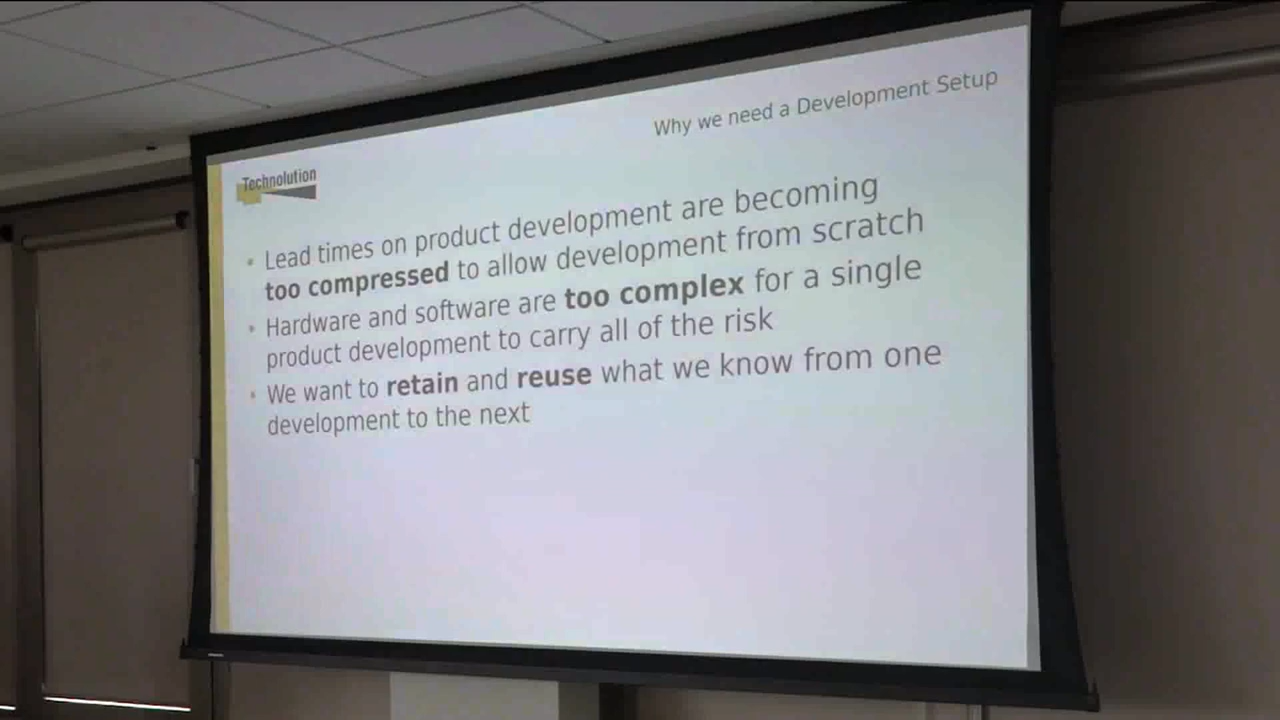 Why we need a Development Setup
Technolution
• Lead times on product development are becoming
too compressed to allow development from scratch
• Hardware and software are too complex for a single
product development to carry all of the risk
• We want to retain and reuse what we know from one
development to the next